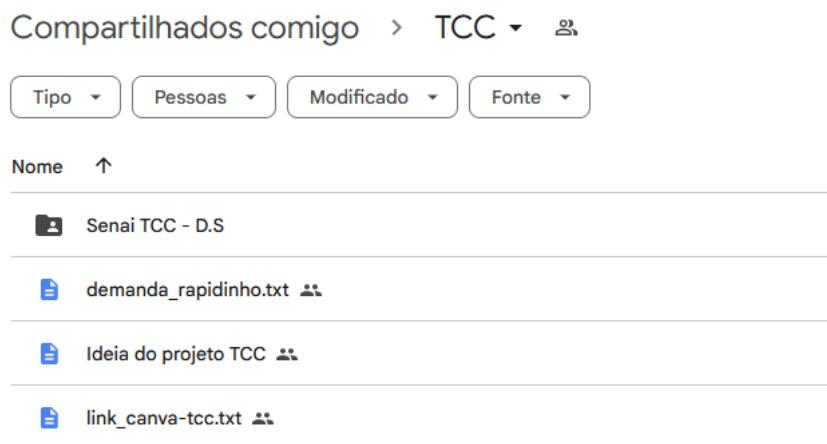 Compartilhados comigo > TCC
Tipo Pessoas Modificado Fonte
Nome
Senai TCC - D.S
demanda_rapidinho.txt
Ideia do projeto TCC
link_canva-tcc.txt